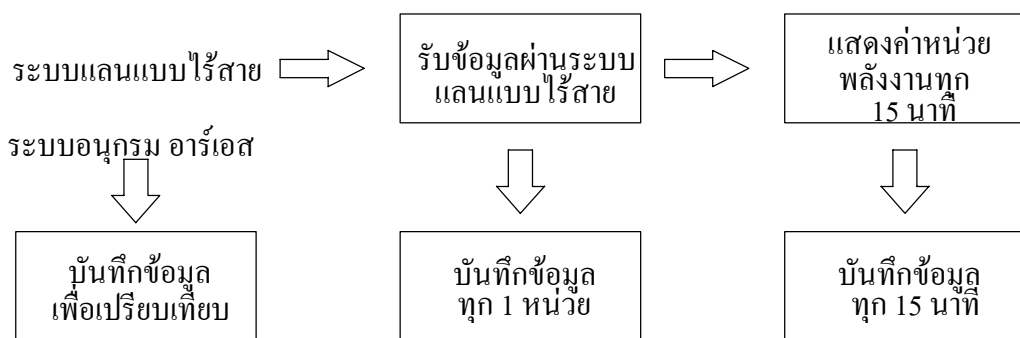 ระบบแลนแบบไร้สาย
รับข้อมูลผ่านระบบ
แลนแบบไร้สาย
แสดงค่าหน่วย
พลังงานทุก
15 นาที
ระบบอนุกรม อาร์เอส
บันทึกข้อมูล
เพื่อเปรียบเทียบ
บันทึกข้อมูล
ทุก 1 หน่วย
บันทึกข้อมูล
ทุก 15 นาที